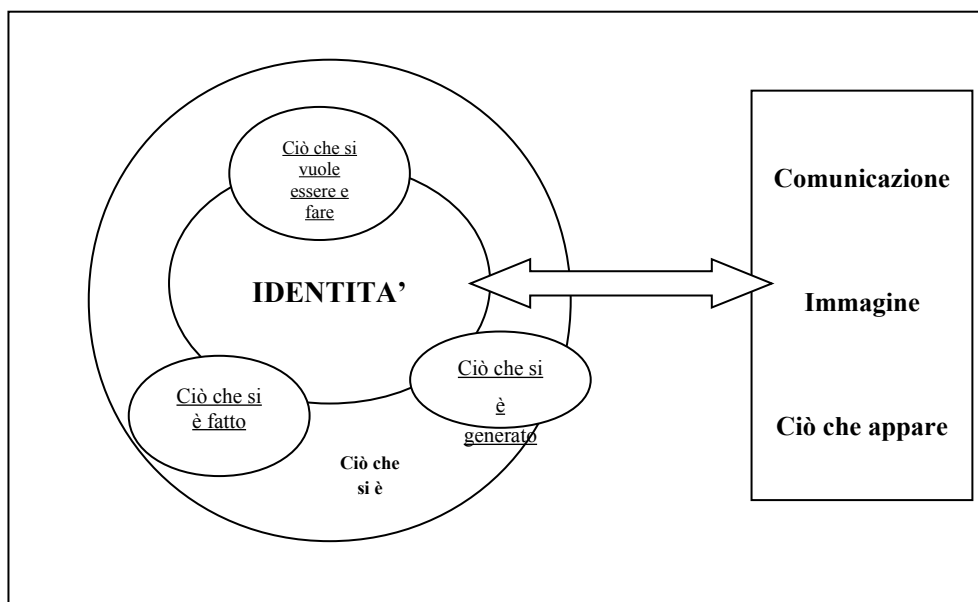 Ciò che si
vuole
essere e
fare
IDENTITA’
Ciò che si
è fatto
Ciò che si
è
generato
Ciò che
si è
Comunicazione
Immagine
Ciò che appare